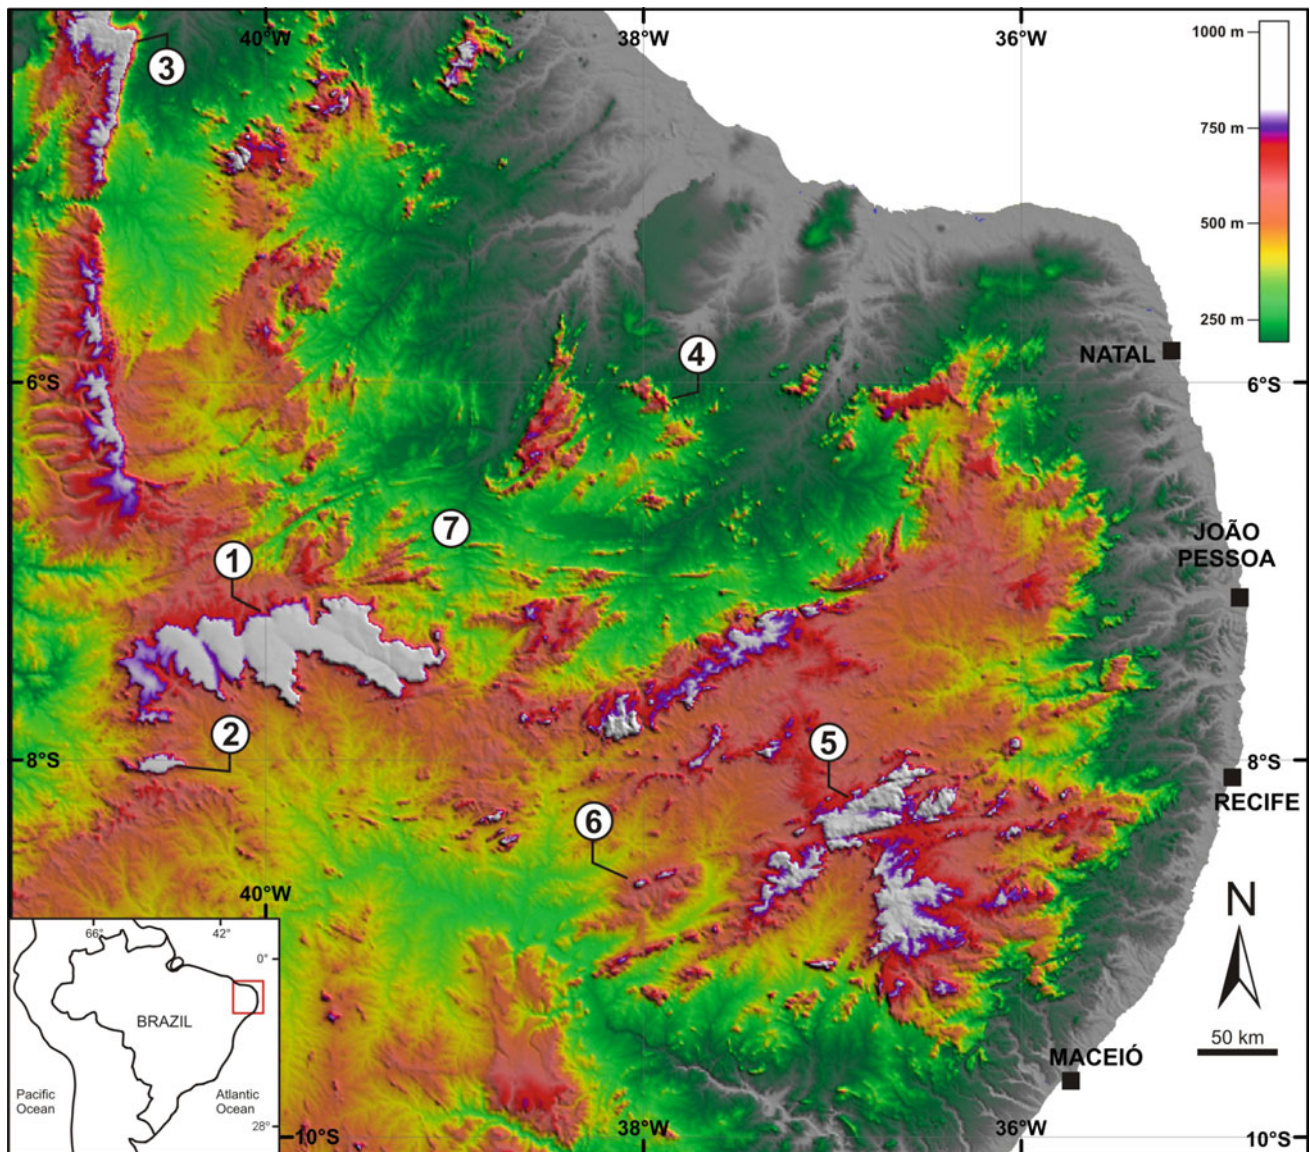 40°W
38°W
36°W
1000 m
750 m
500 m
250 m
3
4
NATAL
6°S
6°S
7
JOÃO
PESSOA
1
2
5
8°S
8°S
RECIFE
6
40°W
N
50 km
MACEIÓ
66°
42°
0°
BRAZIL
Pacific
Ocean
Atlantic
Ocean
28°
10°S
38°W
36°W
10°S